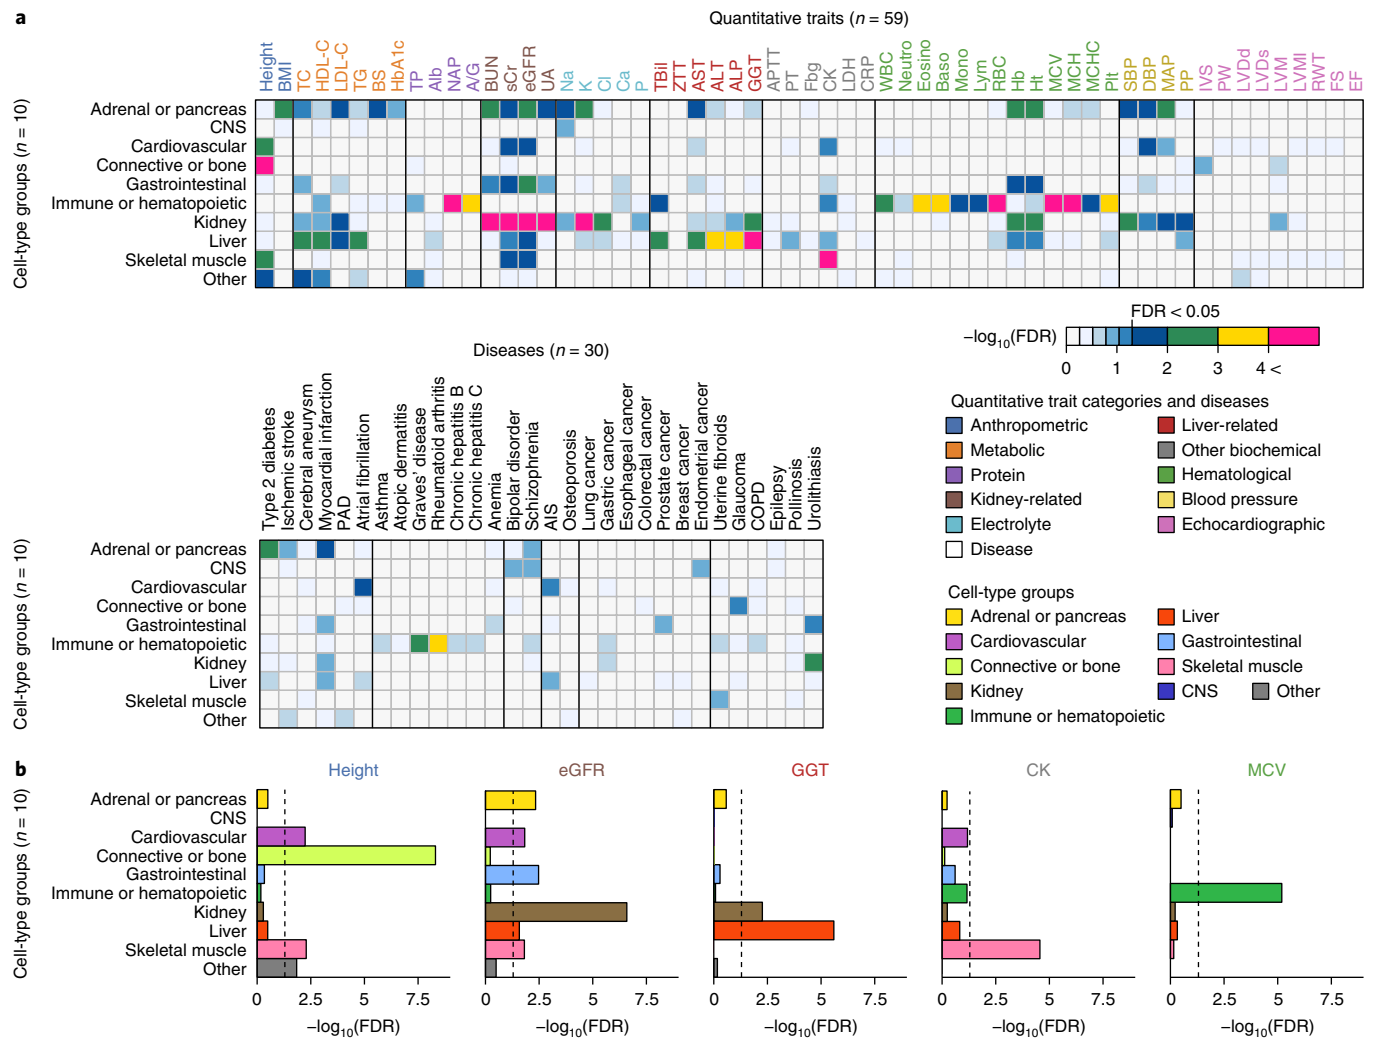 a
Quantitative traits (n = 59)
Height BMI TC HDL-C LDL-C TG BS HbA1c TP Alb NAP A/G BUN sCr eGFR UA Na K Cl Ca P TBil ZTT AST ALT ALP GGT APTT PT Fbg CK LDH CRP WBC Neutro Eosino Baso Mono Lym RBC Hb Ht MCV MCH MCHC Plt SBP DBP MAP PP IVS PW LVDd LVDs LVM LVMI RWT FS EF
Cell-type groups (n = 10)
Adrenal or pancreas
CNS
Cardiovascular
Connective or bone
Gastrointestinal
Immune or hematopoietic
Kidney
Liver
Skeletal muscle
Other
FDR < 0.05
−log10(FDR)
0 1 2 3 4 <
Diseases (n = 30)
Type 2 diabetes
Ischemic stroke
Cerebral aneurysm
Myocardial infarction
PAD
Atrial fibrillation
Asthma
Atopic dermatitis
Graves' disease
Rheumatoid arthritis
Chronic hepatitis B
Chronic hepatitis C
Anemia
Bipolar disorder
Schizophrenia
AIS
Osteoporosis
Lung cancer
Gastric cancer
Esophageal cancer
Colorectal cancer
Prostate cancer
Breast cancer
Endometrial cancer
Uterine fibroids
Glaucoma
COPD
Epilepsy
Pollinosis
Urolithiasis
Cell-type groups (n = 10)
Adrenal or pancreas
CNS
Cardiovascular
Connective or bone
Gastrointestinal
Immune or hematopoietic
Kidney
Liver
Skeletal muscle
Other
Quantitative trait categories and diseases
Anthropometric
Liver-related
Metabolic
Other biochemical
Protein
Hematological
Kidney-related
Blood pressure
Electrolyte
Echocardiographic
Disease
Cell-type groups
Adrenal or pancreas
Liver
Cardiovascular
Gastrointestinal
Connective or bone
Skeletal muscle
Kidney
CNS
Other
Immune or hematopoietic
b
Height eGFR GGT CK MCV
Cell-type groups (n = 10)
Adrenal or pancreas
CNS
Cardiovascular
Connective or bone
Gastrointestinal
Immune or hematopoietic
Kidney
Liver
Skeletal muscle
Other
0 2.5 5 7.5 0 2.5 5 7.5 0 2.5 5 7.5 0 2.5 5 7.5 0 2.5 5 7.5
−log10(FDR) −log10(FDR) −log10(FDR) −log10(FDR) −log10(FDR)